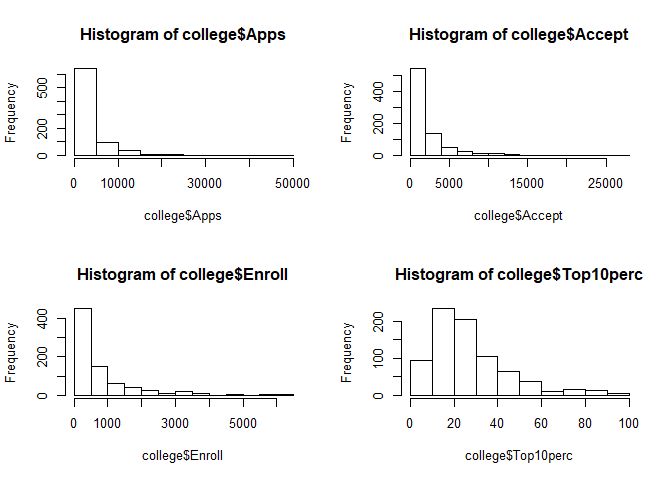 Histogram of college$Apps
Frequency
0 200 500
0 10000 30000 50000
college$Apps
Histogram of college$Accept
Frequency
0 200 400
0 5000 15000 25000
college$Accept
Histogram of college$Enroll
Frequency
0 200 400
0 1000 3000 5000
college$Enroll
Histogram of college$Top10perc
Frequency
0 100 200
0 20 40 60 80 100
college$Top10perc